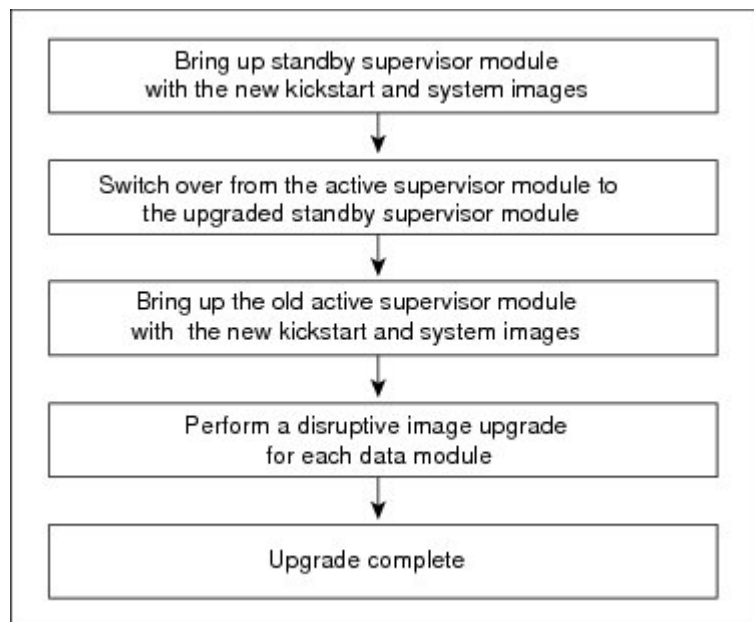 Bring up standby supervisor module
with the new kickstart and system images
Switch over from the active supervisor module to
the upgraded standby supervisor module
Bring up the old active supervisor module
with the new kickstart and system images
Perform a disruptive image upgrade
for each data module
Upgrade complete